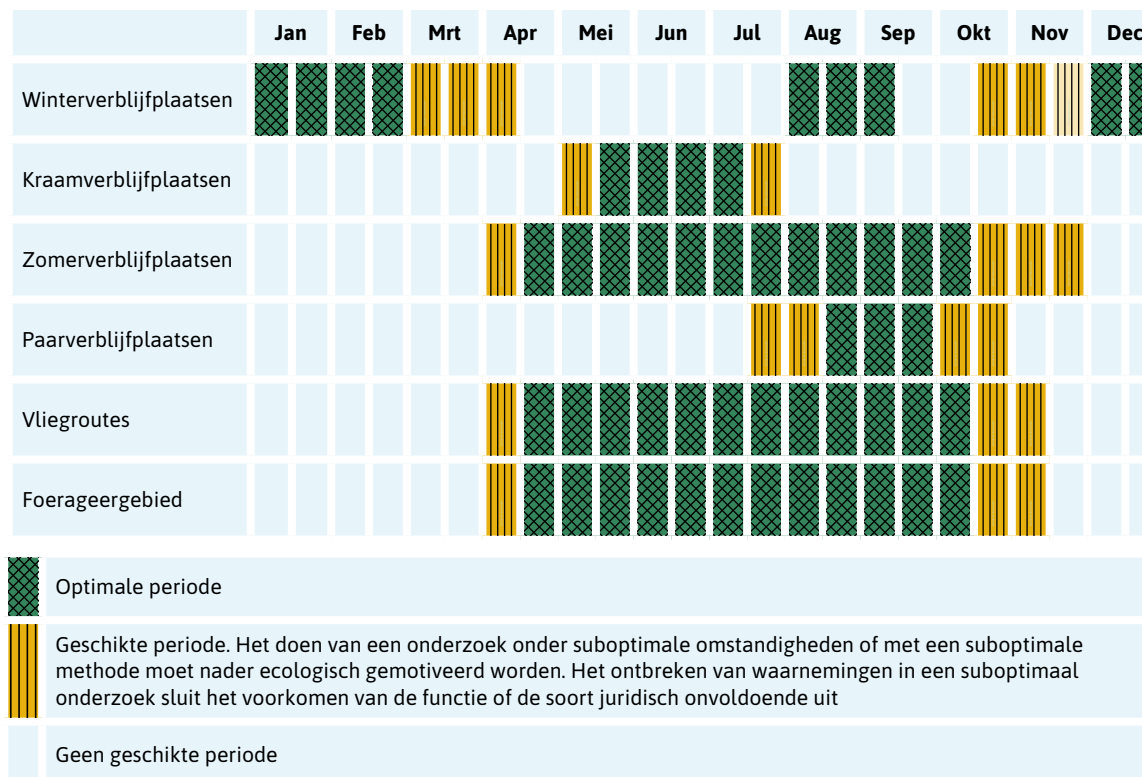 Jan Feb Mrt Apr Mei Jun Jul Aug Sep Okt Nov Dec
Winterverblijfplaatsen
Kraamverblijfplaatsen
Zomerverblijfplaatsen
Paarverblijfplaatsen
Vliegroutes
Foerageergebied
Optimale periode
Geschikte periode. Het doen van een onderzoek onder suboptimale omstandigheden of met een suboptimale
methode moet nader ecologisch gemotiveerd worden. Het ontbreken van waarnemingen in een suboptimaal
onderzoek sluit het voorkomen van de functie of de soort juridisch onvoldoende uit
Geen geschikte periode